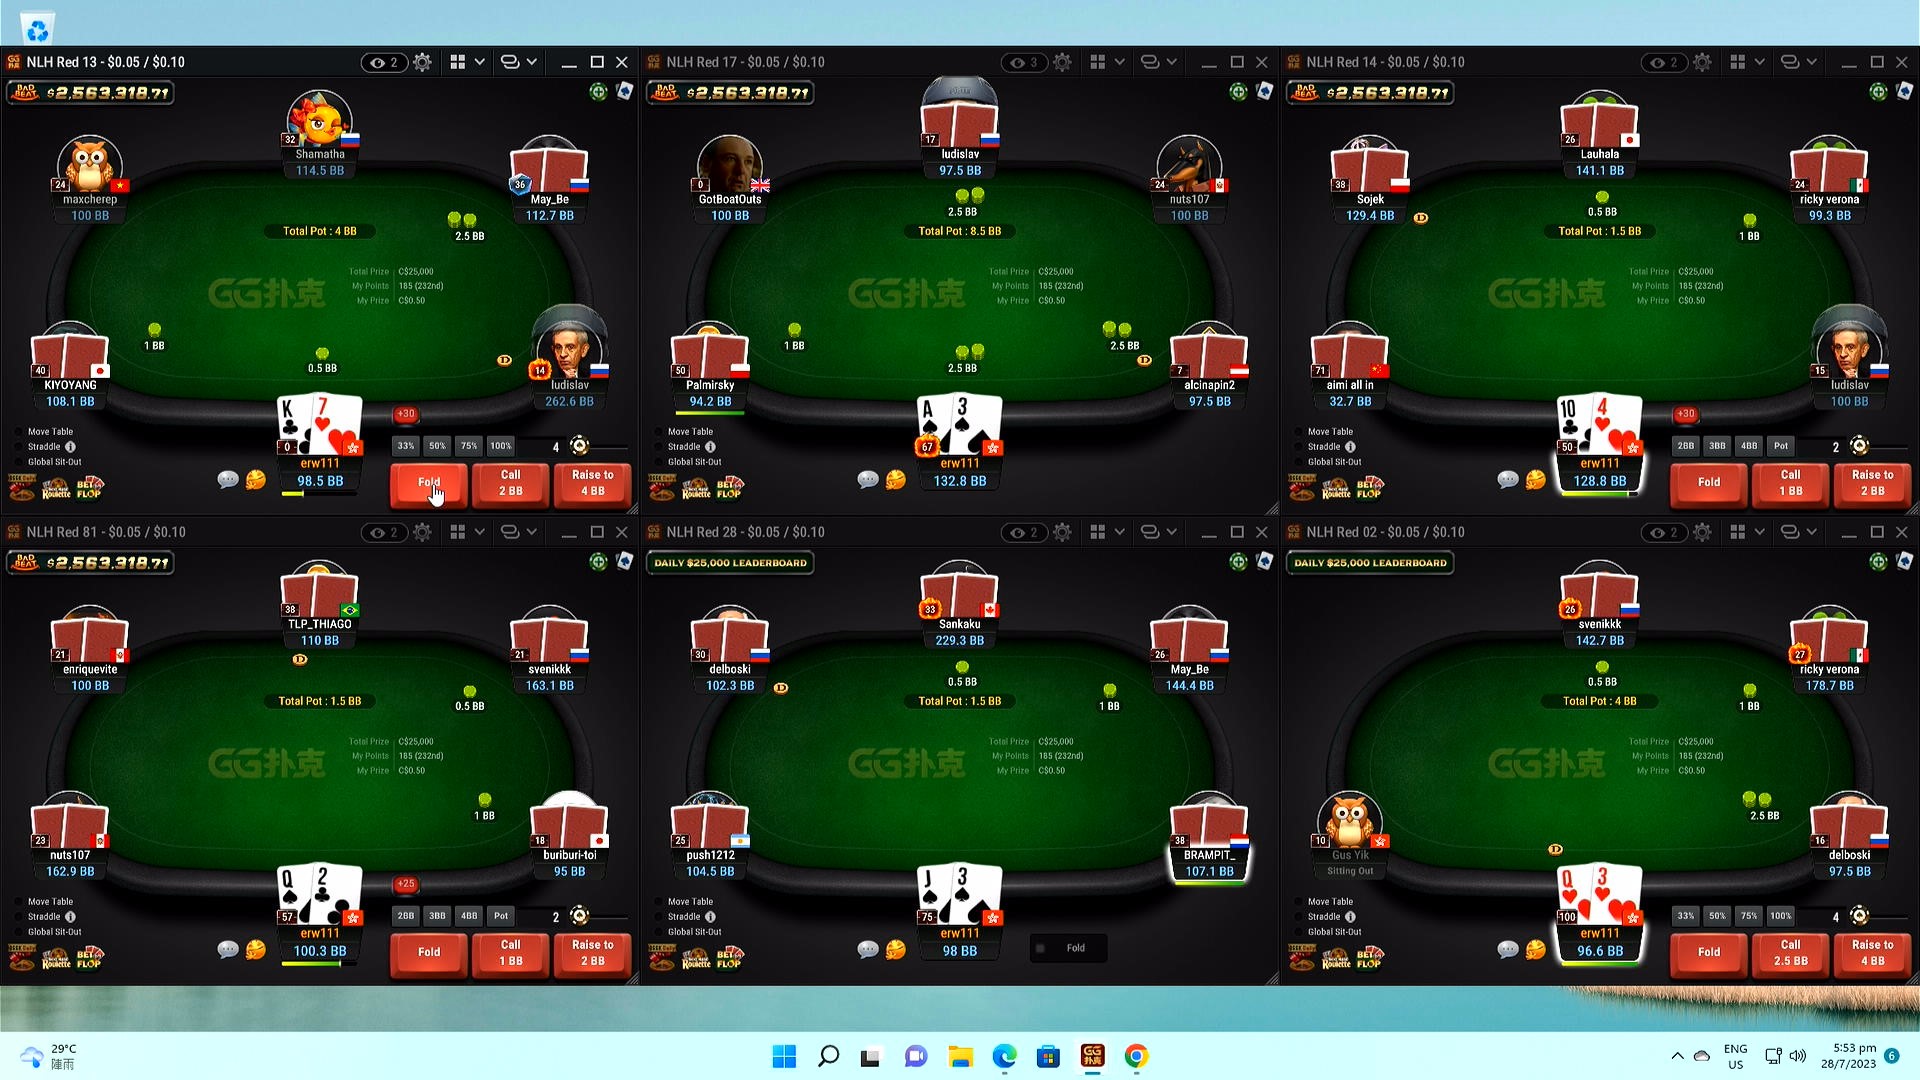 NLH Red 13 - $0.05 / $0.10
2
BAD BEAT $2,563,318.71
32
Shamatha
114.5 BB
24
maxcherep
100 BB
36
May_Be
112.7 BB
2.5 BB
Total Pot : 4 BB
Total Prize C$25,000
My Points 185 (232nd)
My Prize C$0.50
GG扑克
1 BB
0.5 BB
D
40
KIYOYANG
108.1 BB
14
ludislav
262.6 BB
K 7
0
erw111
98.5 BB
+30
Move Table
Straddle
Global Sit-Out
Roulette
BET FLOP
33% 50% 75% 100% 4
Fold
Call 2 BB
Raise to 4 BB
NLH Red 17 - $0.05 / $0.10
3
BAD BEAT $2,563,318.71
17
ludislav
97.5 BB
0
GotBoatOuts
100 BB
24
nuts107
100 BB
2.5 BB
Total Pot : 8.5 BB
Total Prize C$25,000
My Points 185 (232nd)
My Prize C$0.50
GG扑克
1 BB
2.5 BB
2.5 BB
D
50
Palmirsky
94.2 BB
7
alcinapin2
97.5 BB
A 3
67
erw111
132.8 BB
Move Table
Straddle
Global Sit-Out
Roulette
BET FLOP
NLH Red 14 - $0.05 / $0.10
2
BAD BEAT $2,563,318.71
26
Lauhala
141.1 BB
38
Sojek
129.4 BB
24
ricky verona
99.3 BB
D
0.5 BB
1 BB
Total Pot : 1.5 BB
Total Prize C$25,000
My Points 185 (232nd)
My Prize C$0.50
GG扑克
71
aimi all in
32.7 BB
15
ludislav
100 BB
10 4
50
erw111
128.8 BB
+30
Move Table
Straddle
Global Sit-Out
Roulette
BET FLOP
2BB 3BB 4BB Pot 2
Fold
Call 1 BB
Raise to 2 BB
NLH Red 81 - $0.05 / $0.10
2
BAD BEAT $2,563,318.71
38
TLP_THIAGO
110 BB
21
enriquevite
100 BB
21
svenikkk
163.1 BB
D
0.5 BB
Total Pot : 1.5 BB
Total Prize C$25,000
My Points 185 (232nd)
My Prize C$0.50
GG扑克
1 BB
23
nuts107
162.9 BB
18
buriburi-toi
95 BB
Q 2
57
erw111
100.3 BB
+25
Move Table
Straddle
Global Sit-Out
Roulette
BET FLOP
2BB 3BB 4BB Pot 2
Fold
Call 1 BB
Raise to 2 BB
NLH Red 28 - $0.05 / $0.10
2
DAILY $25,000 LEADERBOARD
33
Sankaku
229.3 BB
30
delboski
102.3 BB
26
May_Be
144.4 BB
D
0.5 BB
1 BB
Total Pot : 1.5 BB
Total Prize C$25,000
My Points 185 (232nd)
My Prize C$0.50
GG扑克
25
push1212
104.5 BB
38
BRAMPIT_
107.1 BB
J 3
75
erw111
98 BB
Move Table
Straddle
Global Sit-Out
Roulette
BET FLOP
Fold
NLH Red 02 - $0.05 / $0.10
2
DAILY $25,000 LEADERBOARD
26
svenikkk
142.7 BB
27
ricky verona
178.7 BB
0.5 BB
1 BB
Total Pot : 4 BB
Total Prize C$25,000
My Points 185 (232nd)
My Prize C$0.50
GG扑克
2.5 BB
D
10
Gus Yik
Sitting Out
16
delboski
97.5 BB
Q 3
100
erw111
96.6 BB
Move Table
Straddle
Global Sit-Out
Roulette
BET FLOP
33% 50% 75% 100% 4
Fold
Call 2.5 BB
Raise to 4 BB
29°C
陣雨
GG扑克
ENG
US
5:53 pm
28/7/2023
6